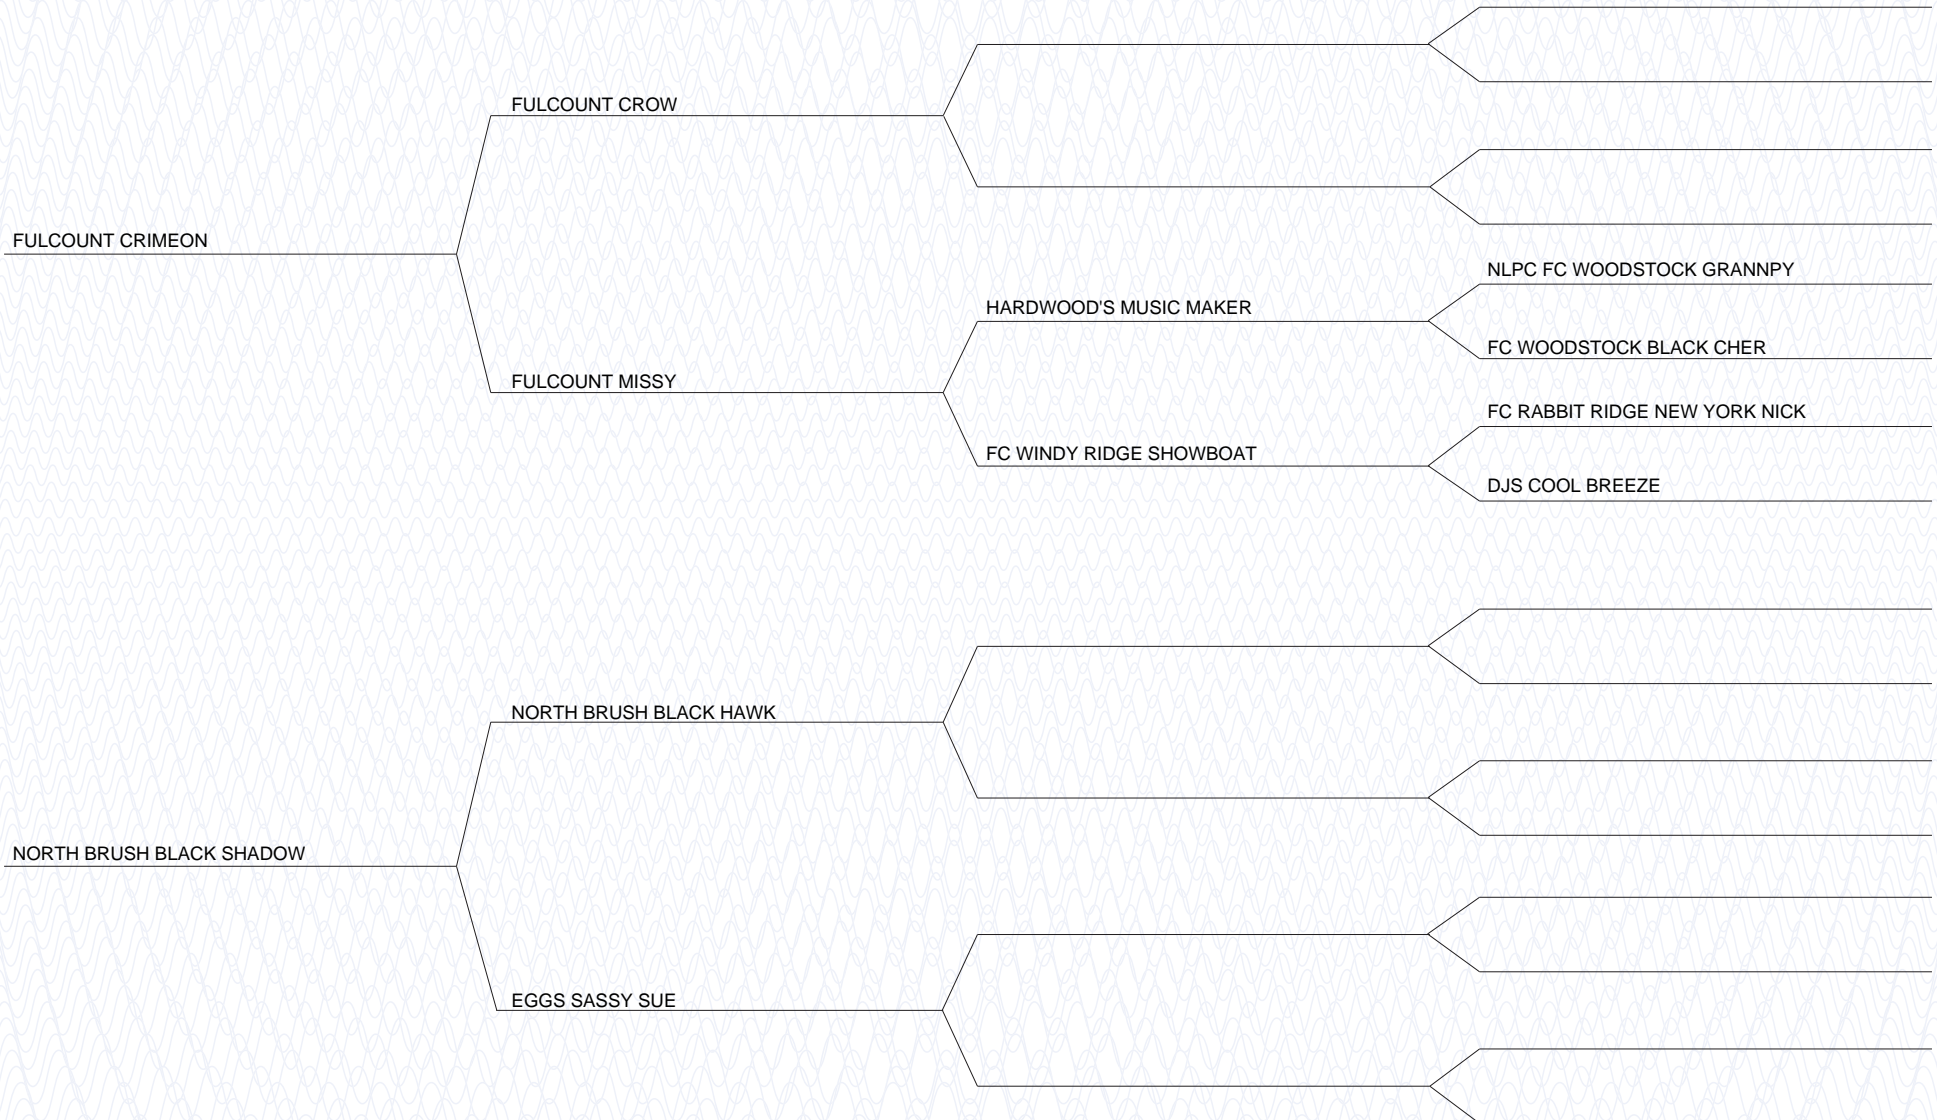 FULCOUNT CROW
FULCOUNT CRIMEON
NLPC FC WOODSTOCK GRANNPY
HARDWOOD'S MUSIC MAKER
FC WOODSTOCK BLACK CHER
FULCOUNT MISSY
FC RABBIT RIDGE NEW YORK NICK
FC WINDY RIDGE SHOWBOAT
DJS COOL BREEZE
NORTH BRUSH BLACK HAWK
NORTH BRUSH BLACK SHADOW
EGGS SASSY SUE